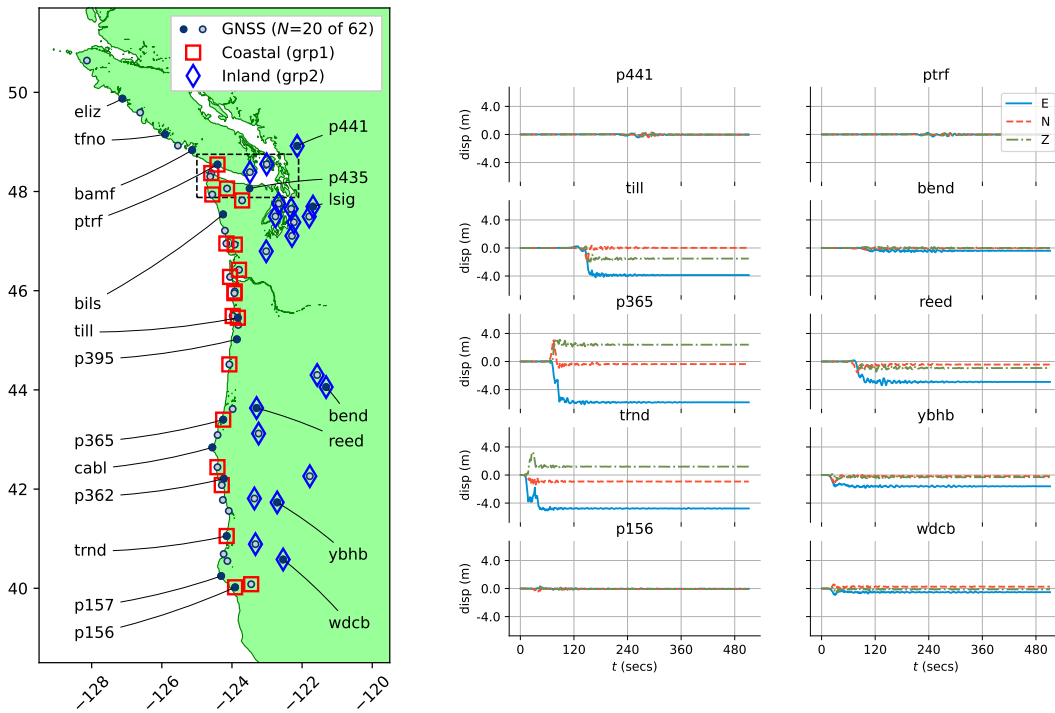 GNSS (N=20 of 62)
Coastal (grp1)
Inland (grp2)
50
48
46
44
42
40
−128
−126
−124
−122
−120
eliz
tfno
bamf
ptrf
bils
till
p395
p365
cabl
p362
trnd
p157
p156
p441
p435
lsig
bend
reed
ybhb
wdcb
p441
disp (m)
4.0
0.0
-4.0
ptrf
E
N
Z
till
disp (m)
4.0
0.0
-4.0
bend
p365
disp (m)
4.0
0.0
-4.0
reed
trnd
disp (m)
4.0
0.0
-4.0
ybhb
p156
disp (m)
4.0
0.0
-4.0
0 120 240 360 480
t (secs)
wdcb
0 120 240 360 480
t (secs)